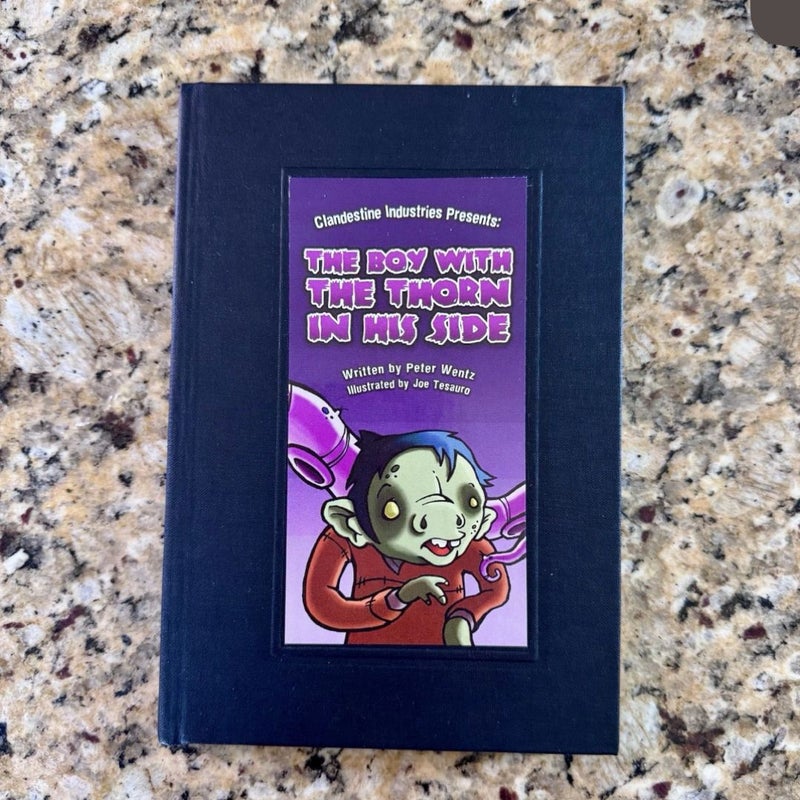 Clandestine Industries Presents:
THE BOY WITH
THE THORN
IN HIS SIDE
Written by Peter Wentz
Illustrated by Joe Tesauro